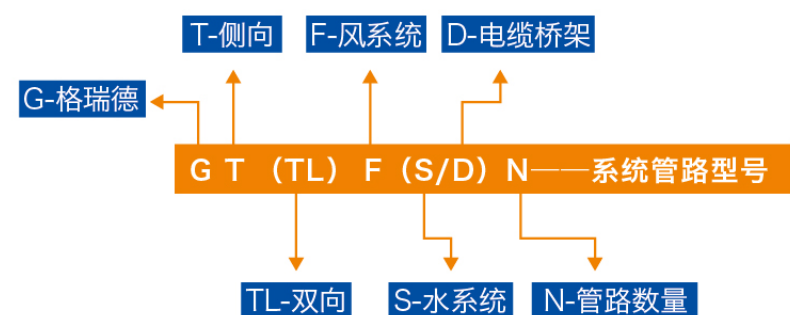 T-侧向 F-风系统 D-电缆桥架
G-格瑞德
G T （TL） F（S/D）N——系统管路型号
TL-双向 S-水系统 N-管路数量